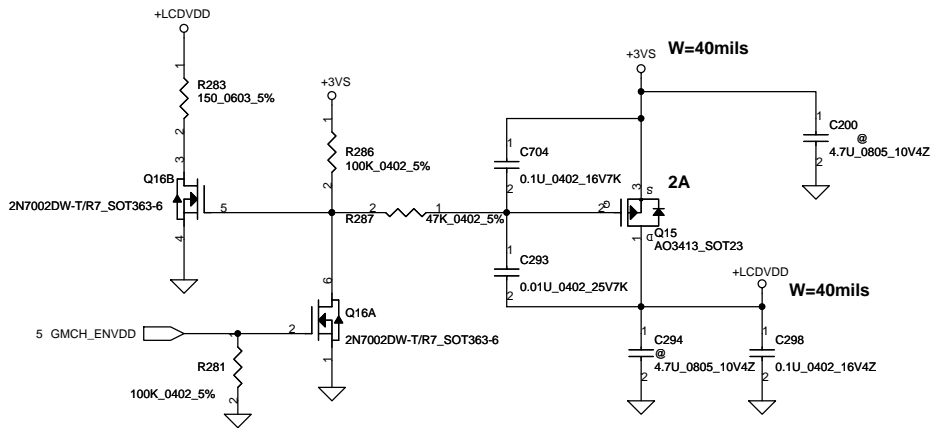 +LCDVDD
1
R283
150_0603_5%
2
3
Q16B
2N7002DW-T/R7_SOT363-6
5
4
+3VS
1
R286
100K_0402_5%
2
R287
2
1
47K_0402_5%
6
Q16A
2N7002DW-T/R7_SOT363-6
2
1
5 GMCH_ENVDD
1
R281
100K_0402_5%
2
+3VS
W=40mils
1
C704
0.1U_0402_16V7K
2
1
C200
@
4.7U_0805_10V4Z
2
2A
3
S
2
G
Q15
AO3413_SOT23
1
D
1
C293
0.01U_0402_25V7K
2
+LCDVDD
W=40mils
1
C294
@
4.7U_0805_10V4Z
2
1
C298
0.1U_0402_16V4Z
2